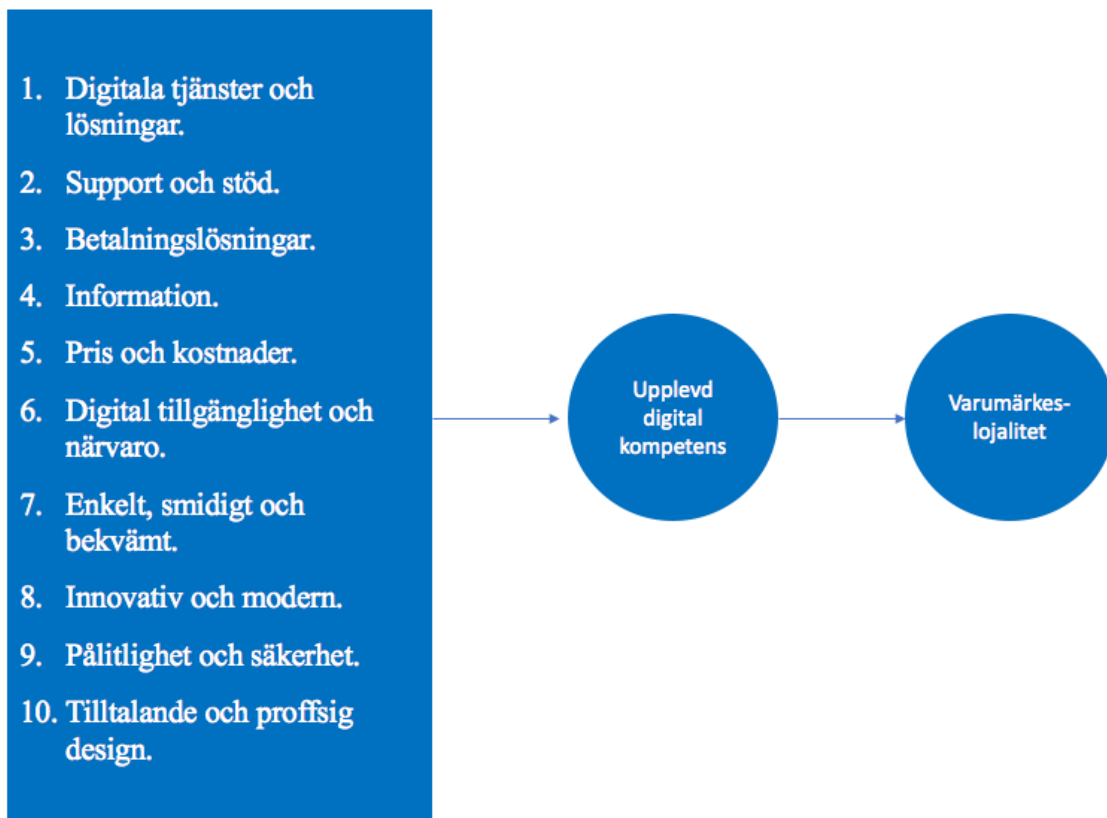 1. Digitala tjänster och
lösningar.
2. Support och stöd.
3. Betalningslösningar.
4. Information.
5. Pris och kostnader.
6. Digital tillgänglighet och
närvaro.
7. Enkelt, smidigt och
bekvämt.
8. Innovativ och modern.
9. Pålitlighet och säkerhet.
10. Tilltalande och proffsig
design.
Upplevd
digital
kompetens
Varumärkes-
lojalitet